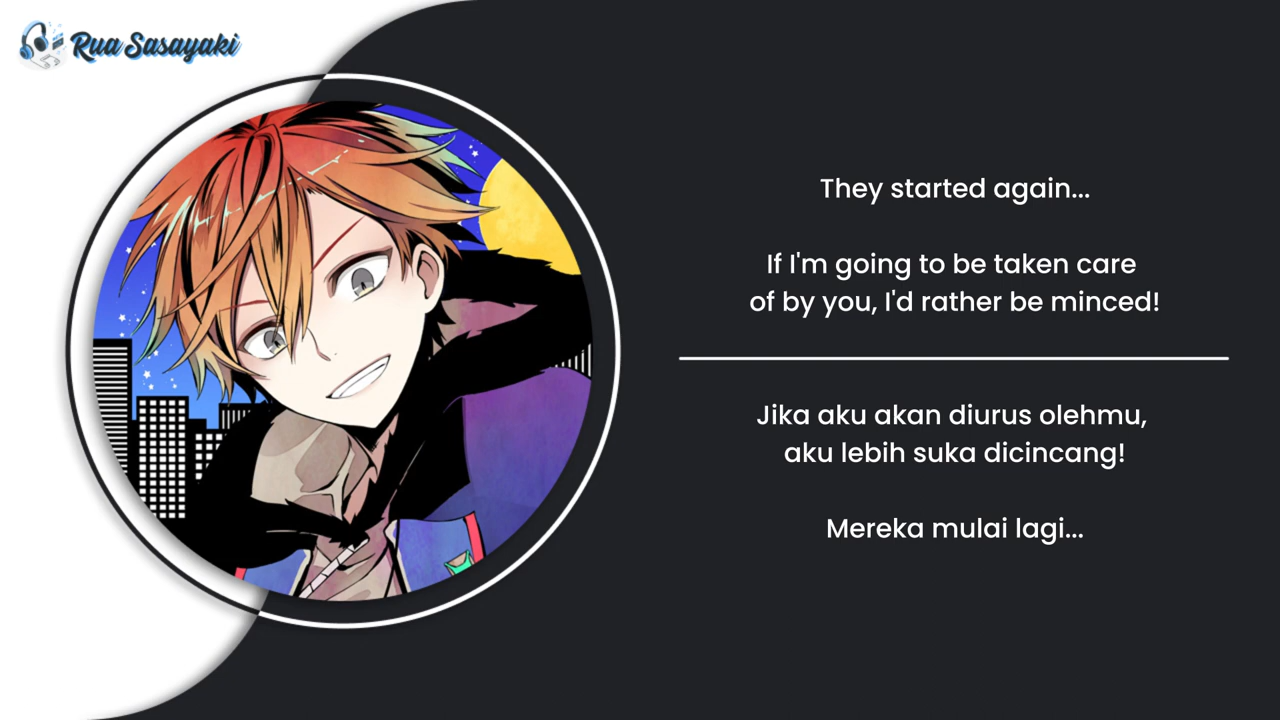 Rua Sasayaki
They started again...
If I'm going to be taken care
of by you, I'd rather be minced!
Jika aku akan diurus olehmu,
aku lebih suka dicincang!
Mereka mulai lagi...